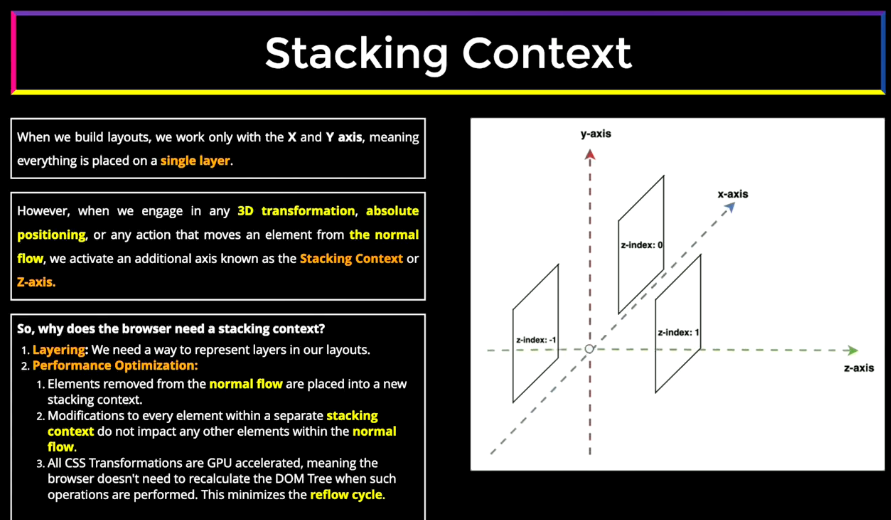 Stacking Context
When we build layouts, we work only with the X and Y axis, meaning
everything is placed on a single layer.
However, when we engage in any 3D transformation, absolute
positioning, or any action that moves an element from the normal
flow, we activate an additional axis known as the Stacking Context or
Z-axis.
So, why does the browser need a stacking context?
1. Layering: We need a way to represent layers in our layouts.
2. Performance Optimization:
1. Elements removed from the normal flow are placed into a new
stacking context.
2. Modifications to every element within a separate stacking
context do not impact any other elements within the normal
flow.
3. All CSS Transformations are GPU accelerated, meaning the
browser doesn't need to recalculate the DOM Tree when such
operations are performed. This minimizes the reflow cycle.
y-axis
x-axis
z-index: 0
z-index: -1
z-index: 1
z-axis